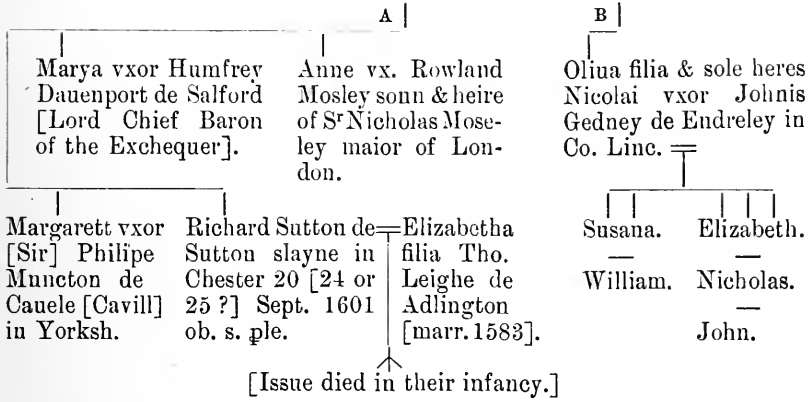 A B
Marya vxor Humfrey
Dauenport de Salford
[Lord Chief Baron
of the Exchequer].
Anne vx. Rowland
Mosley sonn & heire
of Sr Nicholas Mose-
ley maior of Lon-
don.
Oliua filia & sole heres
Nicolai vxor Johnis
Gedney de Endreley in
Co. Linc.
Margarett vxor
[Sir] Philipe
Muncton de
Cauele [Cavill]
in Yorksh.
Richard Sutton de
Sutton slayne in
Chester 20 [24 or
25 ?] Sept. 1601
ob. s. ꝑle.
Elizabetha
filia Tho.
Leighe de
Adlington
[marr. 1583].
Susana. Elizabeth.
William. Nicholas.
John.
[Issue died in their infancy.]